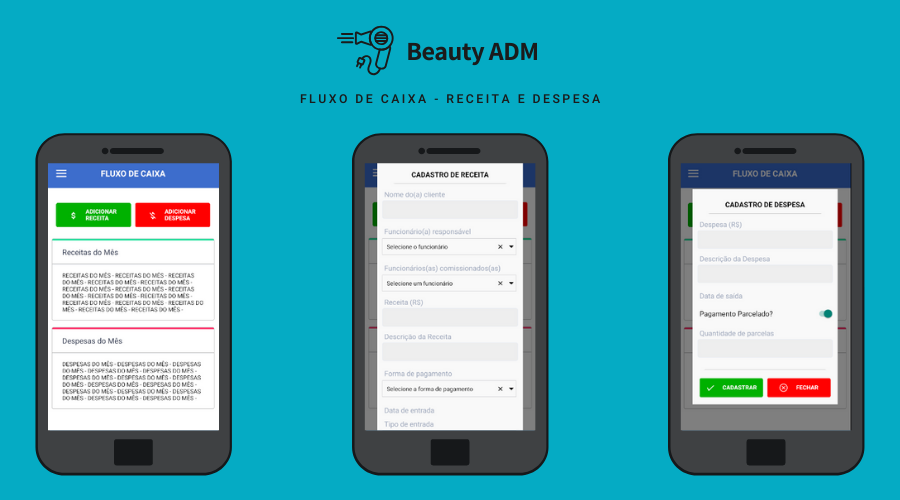 Beauty ADM
FLUXO DE CAIXA - RECEITA E DESPESA
FLUXO DE CAIXA
ADICIONAR
RECEITA
ADICIONAR
DESPESA
Receitas do Mês
RECEITAS DO MÊS - RECEITAS DO MÊS - RECEITAS
DO MÊS - RECEITAS DO MÊS - RECEITAS DO MÊS -
RECEITAS DO MÊS - RECEITAS DO MÊS - RECEITAS
DO MÊS - RECEITAS DO MÊS - RECEITAS DO MÊS -
RECEITAS DO MÊS - RECEITAS DO MÊS - RECEITAS DO
MÊS - RECEITAS DO MÊS - RECEITAS DO MÊS -
Despesas do Mês
DESPESAS DO MÊS - DESPESAS DO MÊS - DESPESAS
DO MÊS - DESPESAS DO MÊS - DESPESAS DO MÊS -
DESPESAS DO MÊS - DESPESAS DO MÊS - DESPESAS
DO MÊS - DESPESAS DO MÊS - DESPESAS DO MÊS -
DESPESAS DO MÊS - DESPESAS DO MÊS - DESPESAS
DO MÊS - DESPESAS DO MÊS - DESPESAS DO MÊS -
CADASTRO DE RECEITA
Nome do(a) cliente
Funcionário(a) responsável
Selecione o funcionário
Funcionários(as) comissionados(as)
Selecione um funcionário
Receita (R$)
Descrição da Receita
Forma de pagamento
Selecione a forma de pagamento
Data de entrada
Tipo de entrada
FLUXO DE CAIXA
CADASTRO DE DESPESA
Despesa (R$)
Descrição da Despesa
Data de saída
Pagamento Parcelado?
Quantidade de parcelas
CADASTRAR
FECHAR